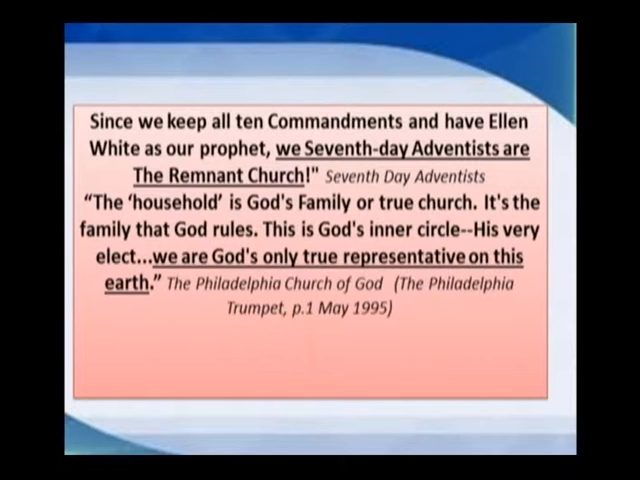 Since we keep all ten Commandments and have Ellen
White as our prophet, we Seventh-day Adventists are
The Remnant Church!" Seventh Day Adventists
“The ‘household’ is God's Family or true church. It's the
family that God rules. This is God's inner circle--His very
elect...we are God's only true representative on this
earth.” The Philadelphia Church of God (The Philadelphia
Trumpet, p.1 May 1995)